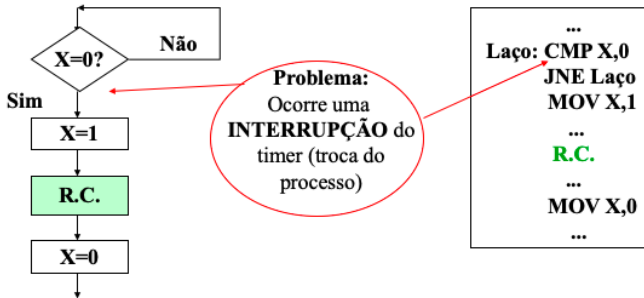 X=0?
Não
Sim
X=1
R.C.
X=0
Problema:
Ocorre uma
INTERRUPÇÃO do
timer (troca do
processo)
...
Laço: CMP X,0
JNE Laço
MOV X,1
...
R.C.
...
MOV X,0
...